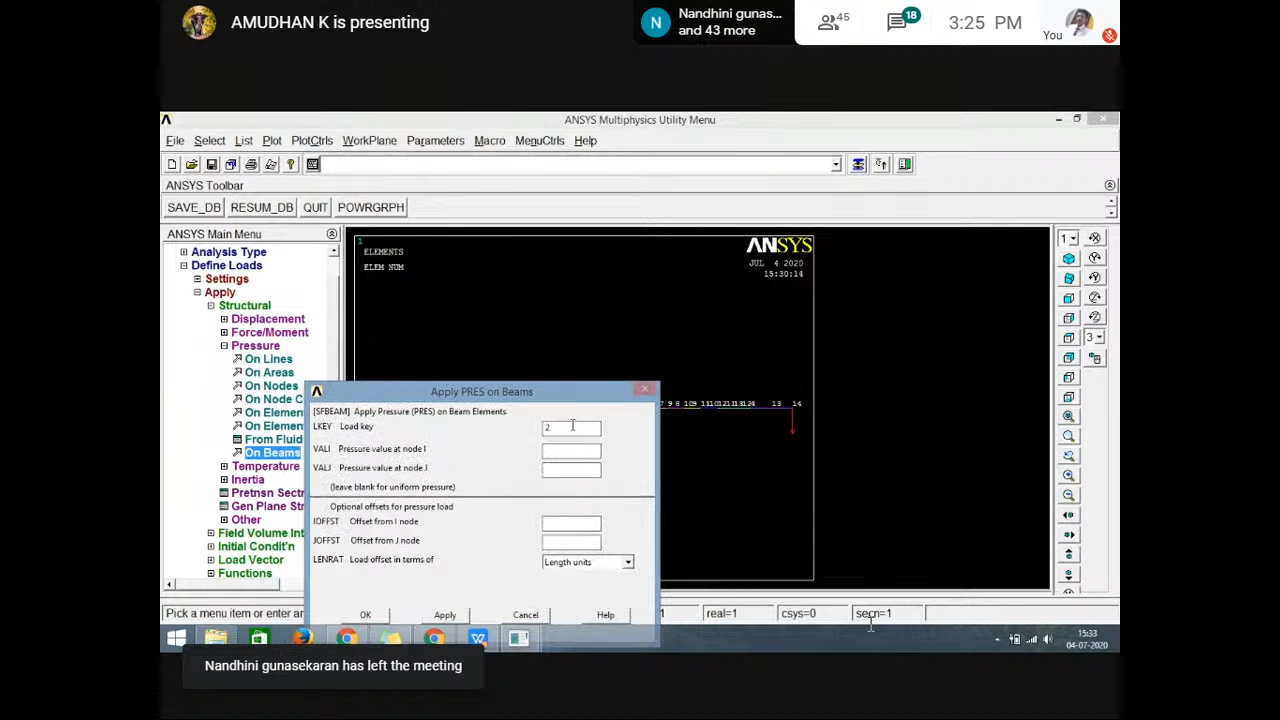 AMUDHAN K is presenting
N
Nandhini gunas...
and 43 more
45
18
3:25 PM
You
ANSYS Multiphysics Utility Menu
File Select List Plot PlotCtrls WorkPlane Parameters Macro MenuCtrls Help
ANSYS Toolbar
SAVE_DB RESUM_DB QUIT POWRGRPH
ANSYS Main Menu
Analysis Type
Define Loads
Settings
Apply
Structural
Displacement
Force/Moment
Pressure
On Lines
On Areas
On Nodes
On Node C
On Elemen
On Elemen
From Fluid
On Beams
Temperature
Inertia
Pretnsn Sectr
Gen Plane Str
Other
Field Volume Int
Initial Condit'n
Load Vector
Functions
1
ELEMENTS
ELEM NUM
ANSYS
JUL 4 2020
15:30:14
13 14
1
3
Apply PRES on Beams
[SFBEAM] Apply Pressure (PRES) on Beam Elements
LKEY Load key 2
VALI Pressure value at node I
VALJ Pressure value at node J
(leave blank for uniform pressure)
Optional offsets for pressure load
IOFFST Offset from I node
JOFFST Offset from J node
LENRAT Load offset in terms of Length units
OK Apply Cancel Help
Pick a menu item or enter an
1 real=1 csys=0 secn=1
15:33
04-07-2020
Nandhini gunasekaran has left the meeting